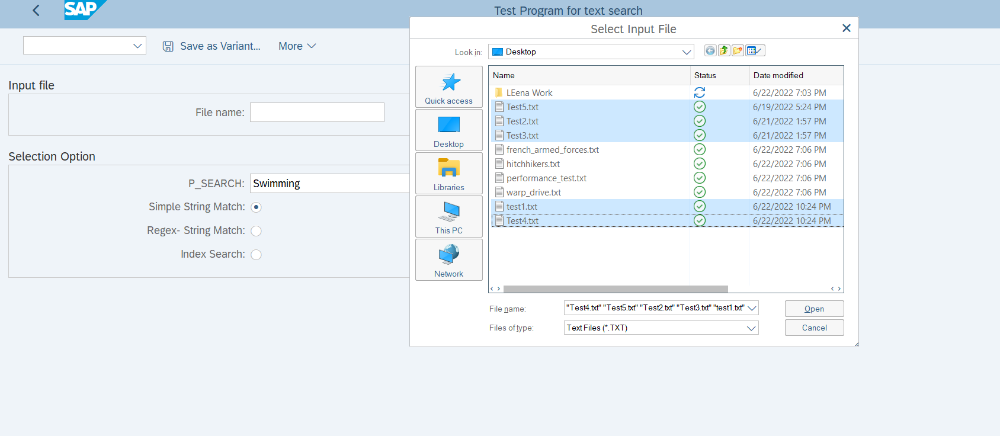 SAP
Test Program for text search
Save as Variant... More
Input file
File name:
Selection Option
P_SEARCH: Swimming
Simple String Match:
Regex- String Match:
Index Search:
Select Input File
Look in: Desktop
Quick access
Desktop
Libraries
This PC
Network
Name Status Date modified
LEena Work 6/22/2022 7:03 PM
Test5.txt 6/19/2022 5:24 PM
Test2.txt 6/21/2022 1:57 PM
Test3.txt 6/21/2022 1:57 PM
french_armed_forces.txt 6/22/2022 7:06 PM
hitchhikers.txt 6/22/2022 7:06 PM
performance_test.txt 6/22/2022 7:06 PM
warp_drive.txt 6/22/2022 7:06 PM
test1.txt 6/22/2022 10:24 PM
Test4.txt 6/22/2022 10:24 PM
File name: "Test4.txt" "Test5.txt" "Test2.txt" "Test3.txt" "test1.txt" Open
Files of type: Text Files (*.TXT) Cancel